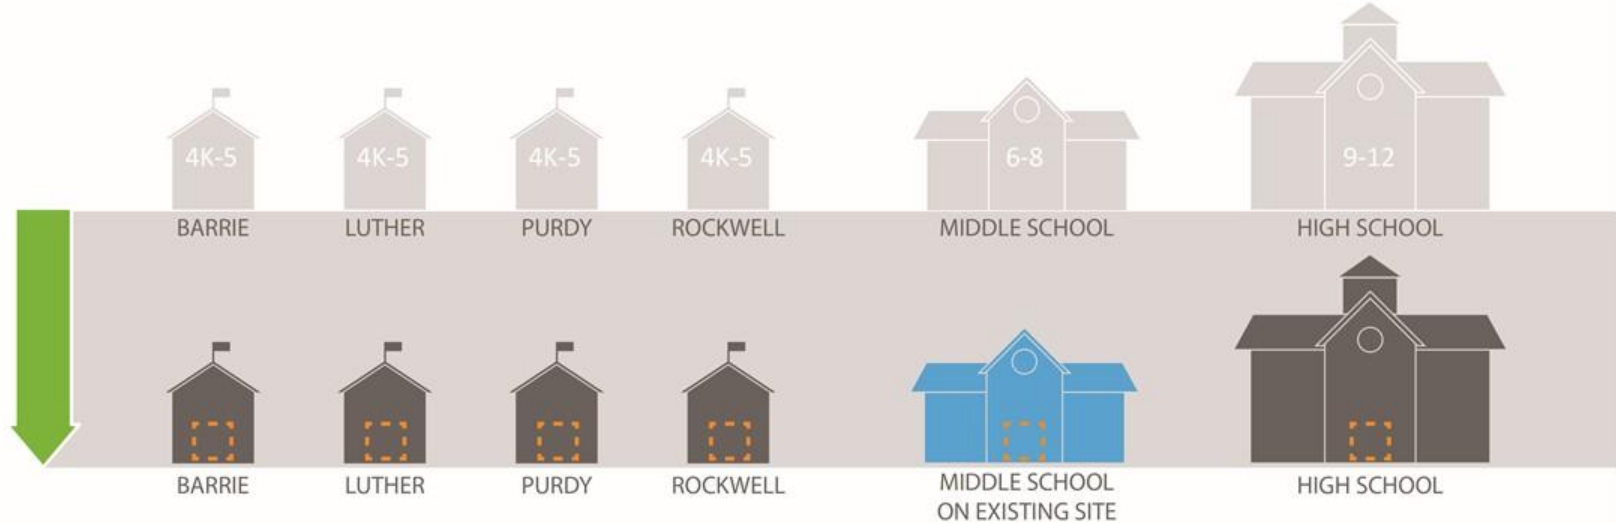 4K-5 4K-5 4K-5 4K-5 6-8 9-12
BARRIE LUTHER PURDY ROCKWELL MIDDLE SCHOOL HIGH SCHOOL
BARRIE LUTHER PURDY ROCKWELL MIDDLE SCHOOL HIGH SCHOOL
ON EXISTING SITE